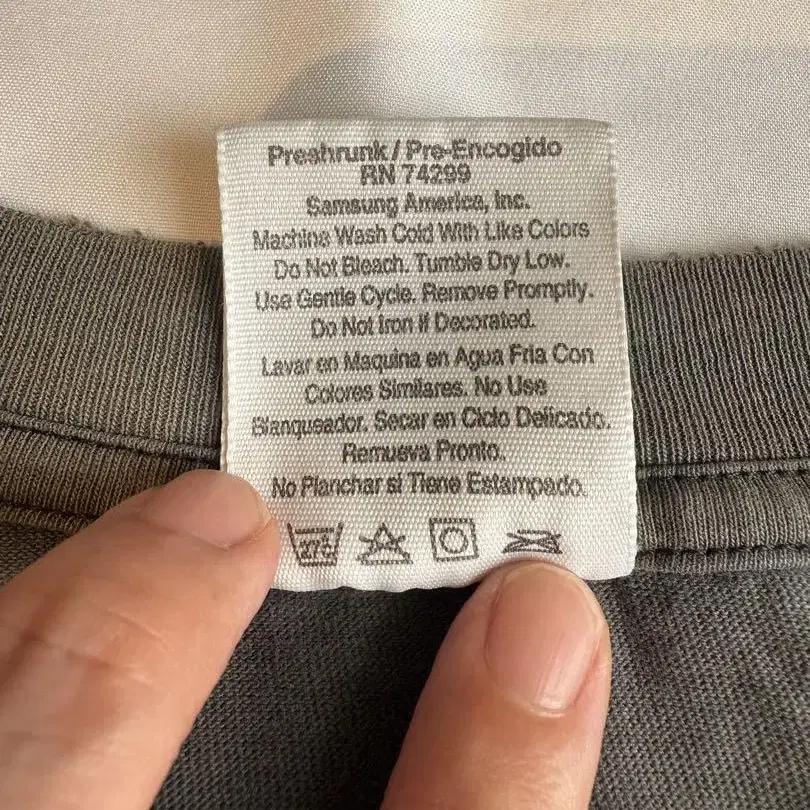 Preshrunk / Pre-Encogido
RN 74299
Samsung America, Inc.
Machine Wash Cold With Like Colors
Do Not Bleach. Tumble Dry Low.
Use Gentle Cycle. Remove Promptly.
Do Not Iron If Decorated.
Lavar en Maquina en Agua Fria Con
Colores Similares. No Use
Blanqueador. Secar en Ciclo Delicado.
Remueva Pronto.
No Planchar si Tiene Estampado.